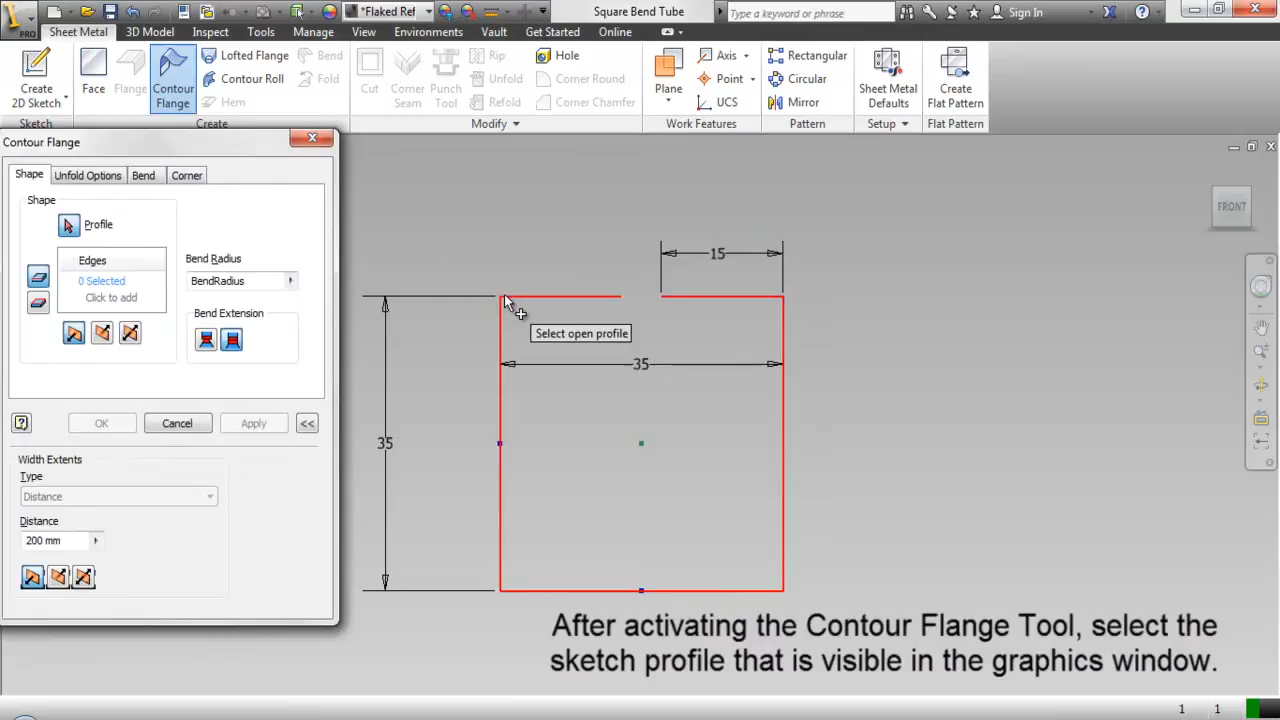 *Flaked Ref
Square Bend Tube
Type a keyword or phrase
Sign In
PRO
Sheet Metal 3D Model Inspect Tools Manage View Environments Vault Get Started Online
Create 2D Sketch
Face
Flange
Contour Flange
Lofted Flange
Contour Roll
Hem
Bend
Fold
Cut
Corner Seam
Punch Tool
Rip
Unfold
Refold
Hole
Corner Round
Corner Chamfer
Plane
Axis
Point
UCS
Rectangular
Circular
Mirror
Sheet Metal Defaults
Create Flat Pattern
Sketch Create Modify Work Features Pattern Setup Flat Pattern
Contour Flange
Shape Unfold Options Bend Corner
Shape
Profile
Edges
0 Selected
Click to add
Bend Radius
BendRadius
Bend Extension
OK Cancel Apply <<
Width Extents
Type
Distance
Distance
200 mm
FRONT
15
Select open profile
35
35
After activating the Contour Flange Tool, select the
sketch profile that is visible in the graphics window.
1 1